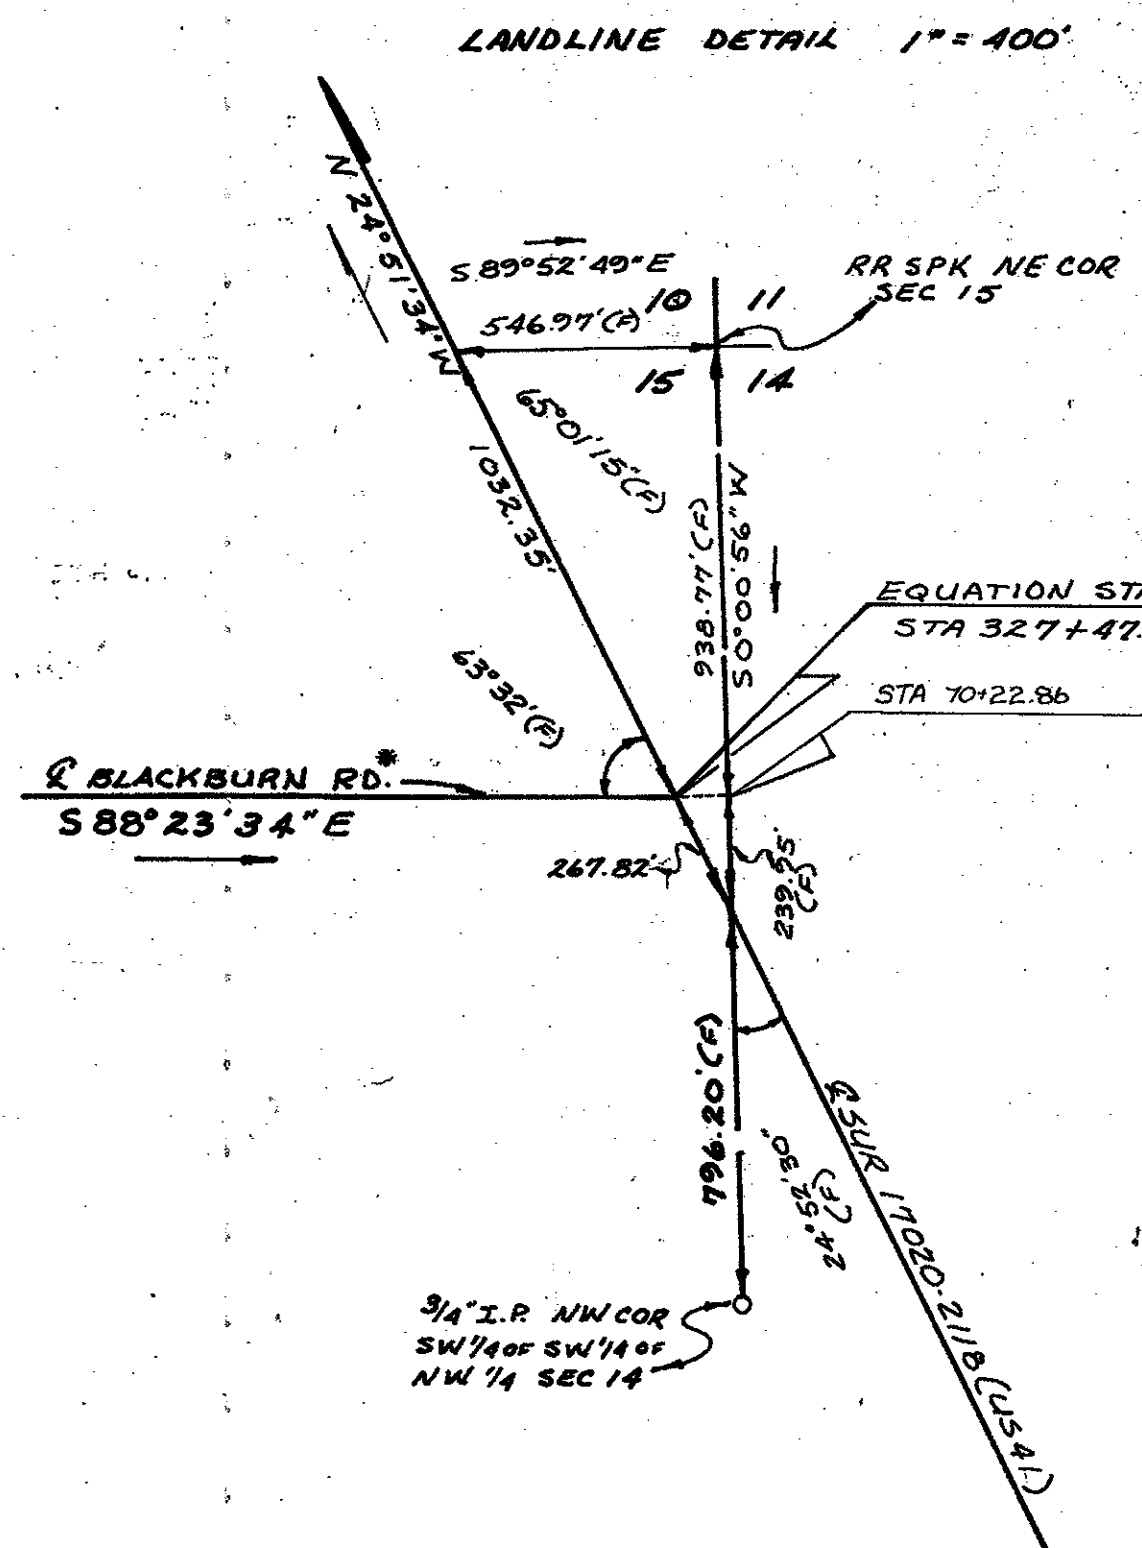 LANDLINE DETAIL 1" = 400'
N 24°51'34" W
S 89°52'49" E
546.97'(F)
10 11
15 14
RR SPK NE COR
SEC 15
65°01'15"(F)
1032.35'
938.77'(F)
S 0°00'56" W
EQUATION STA
STA 327+47.
STA 70+22.86
63°32'(F)
℄ BLACKBURN RD.*
S 88°23'34" E
267.82'
(F)
796.20'(F)
24°52'30"
(F)
℄ SUR 17020-2118 (US 41)
3/4" I.P. NW COR
SW 1/4 OF SW 1/4 OF
NW 1/4 SEC 14